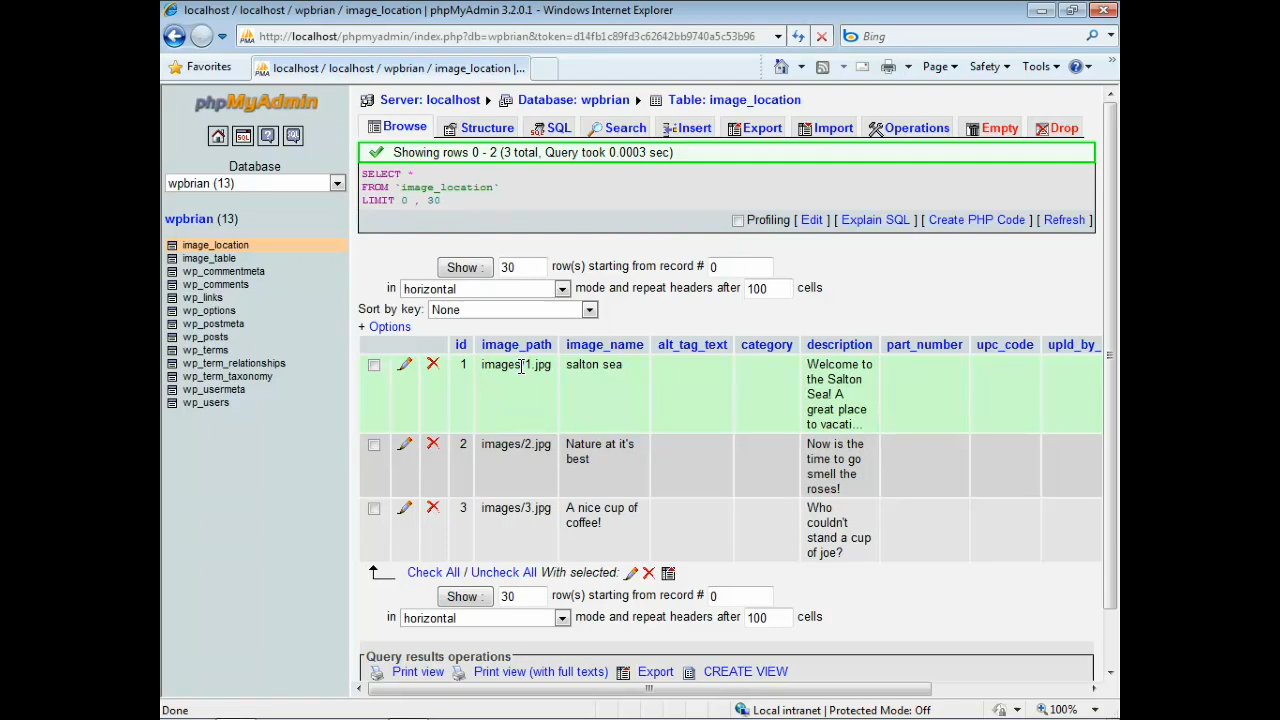 localhost / localhost / wpbrian / image_location | phpMyAdmin 3.2.0.1 - Windows Internet Explorer
PMA http://localhost/phpmyadmin/index.php?db=wpbrian&token=d14fb1c89fd3c62642bb9740a5c53b96
Bing
Favorites
PMA localhost / localhost / wpbrian / image_location |...
Page Safety Tools
phpMyAdmin
SQL
Database
wpbrian (13)
wpbrian (13)
image_location
image_table
wp_commentmeta
wp_comments
wp_links
wp_options
wp_postmeta
wp_posts
wp_terms
wp_term_relationships
wp_term_taxonomy
wp_usermeta
wp_users
Server: localhost Database: wpbrian Table: image_location
Browse Structure SQL Search Insert Export Import Operations Empty Drop
Showing rows 0 - 2 (3 total, Query took 0.0003 sec)
SELECT *
FROM `image_location`
LIMIT 0 , 30
Profiling [ Edit ] [ Explain SQL ] [ Create PHP Code ] [ Refresh ]
Show : 30 row(s) starting from record # 0
in horizontal mode and repeat headers after 100 cells
Sort by key: None
+ Options
id image_path image_name alt_tag_text category description part_number upc_code upld_by_
1 images/1.jpg salton sea Welcome to
the Salton
Sea! A
great place
to vacati...
2 images/2.jpg Nature at it's Now is the
best time to go
smell the
roses!
3 images/3.jpg A nice cup of Who
coffee! couldn't
stand a cup
of joe?
Check All / Uncheck All With selected:
Show : 30 row(s) starting from record # 0
in horizontal mode and repeat headers after 100 cells
Query results operations
Print view Print view (with full texts) Export CREATE VIEW
Done Local intranet | Protected Mode: Off 100%